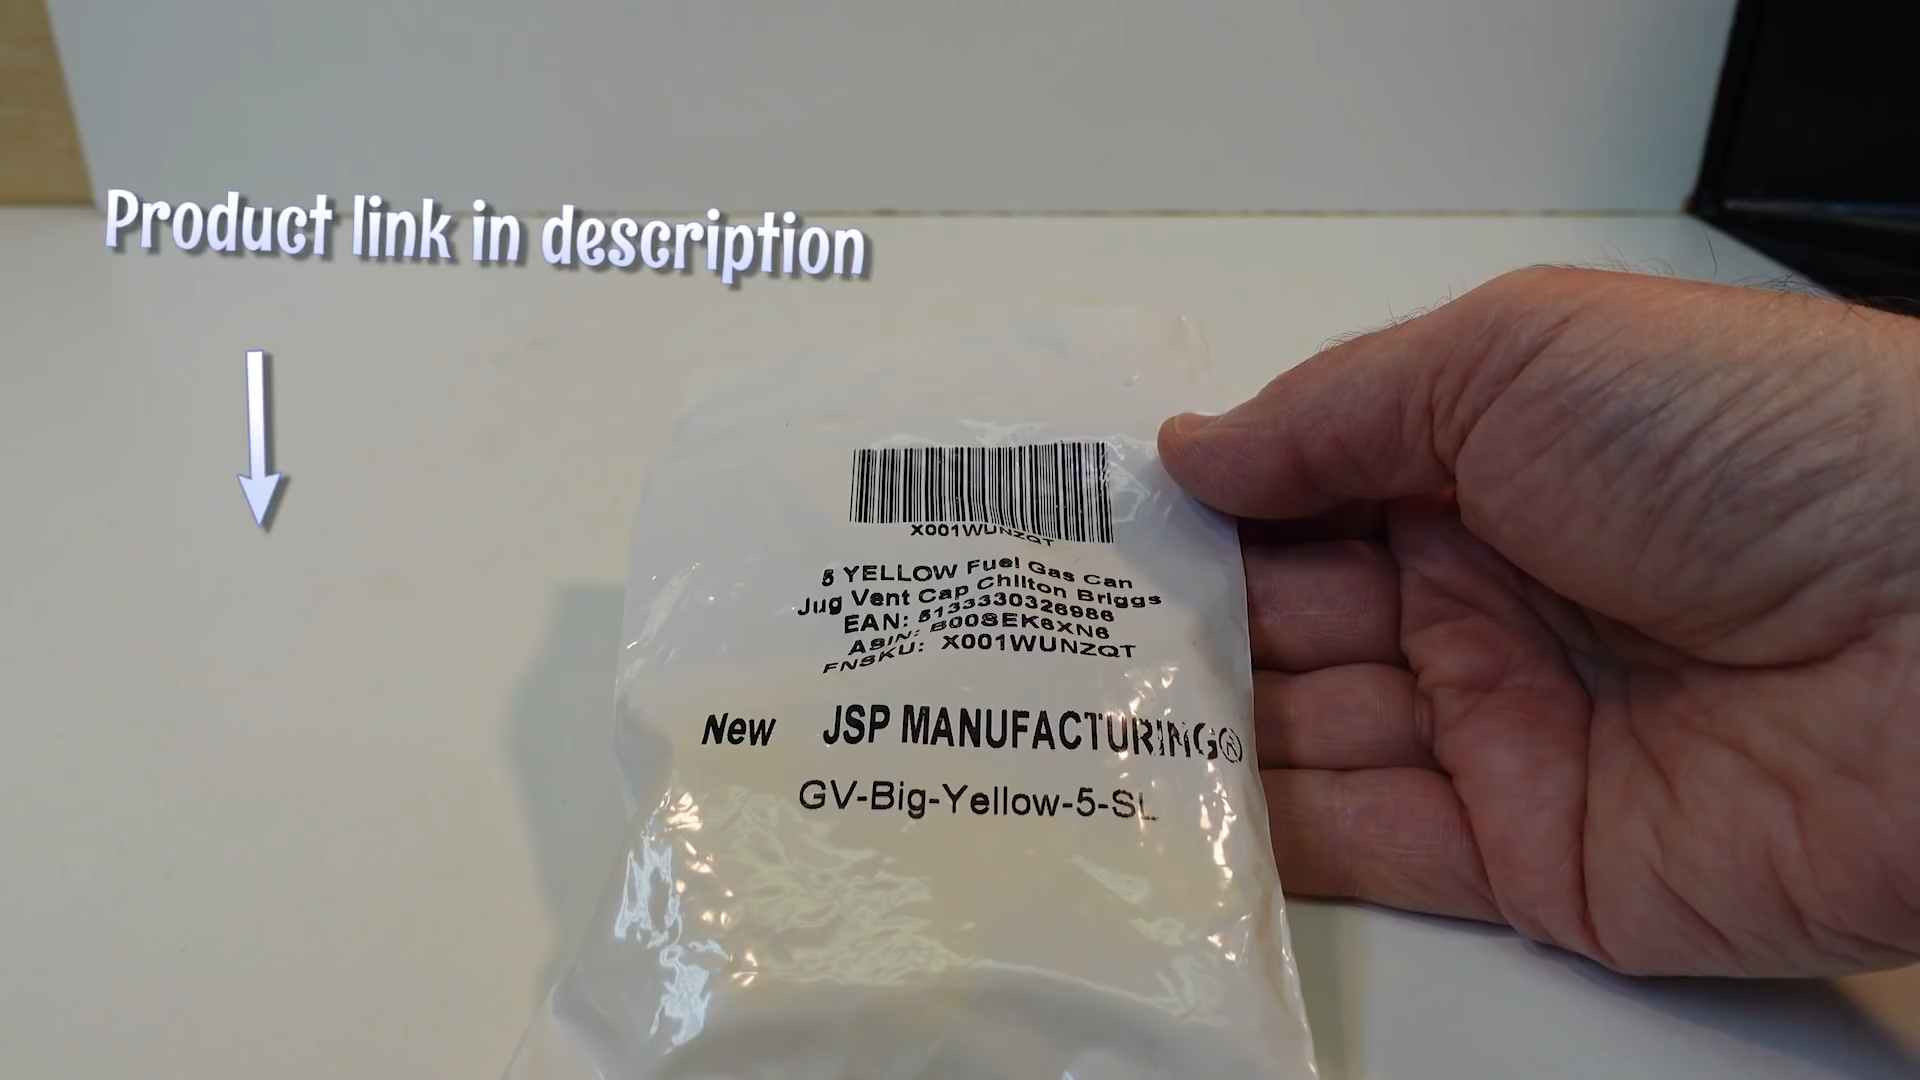 Product link in description
X001WUNZQT
5 YELLOW Fuel Gas Can
Jug Vent Cap Chilton Briggs
EAN: 5133330326986
ASIN: B00SEK6XN6
FNSKU: X001WUNZQT
New JSP MANUFACTURING®
GV-Big-Yellow-5-SL